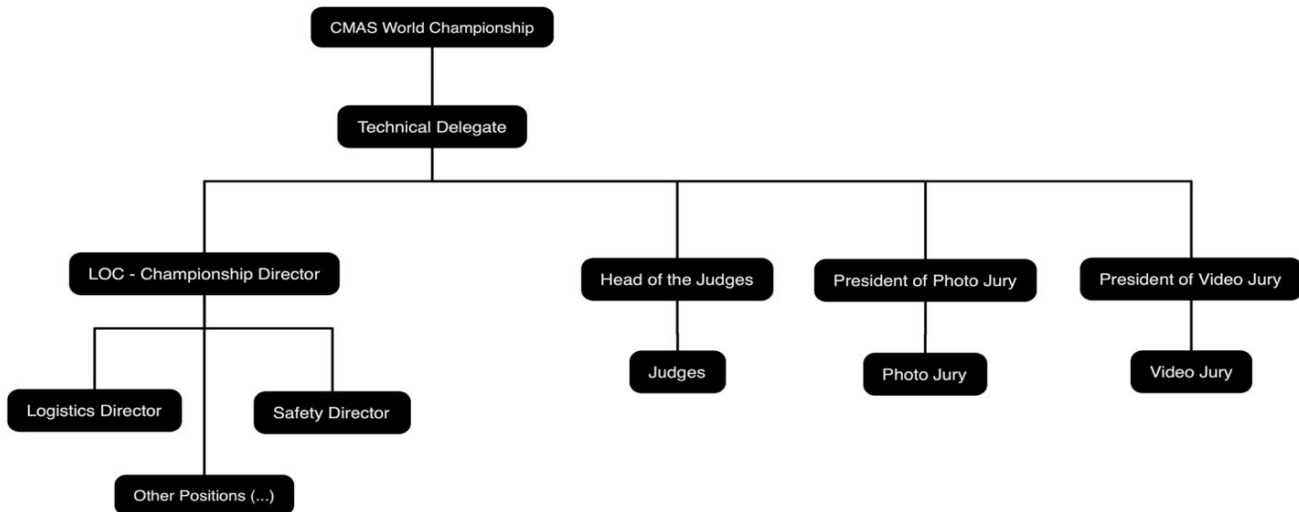 CMAS World Championship
Technical Delegate
LOC - Championship Director
Head of the Judges
President of Photo Jury
President of Video Jury
Judges
Photo Jury
Video Jury
Logistics Director
Safety Director
Other Positions (...)